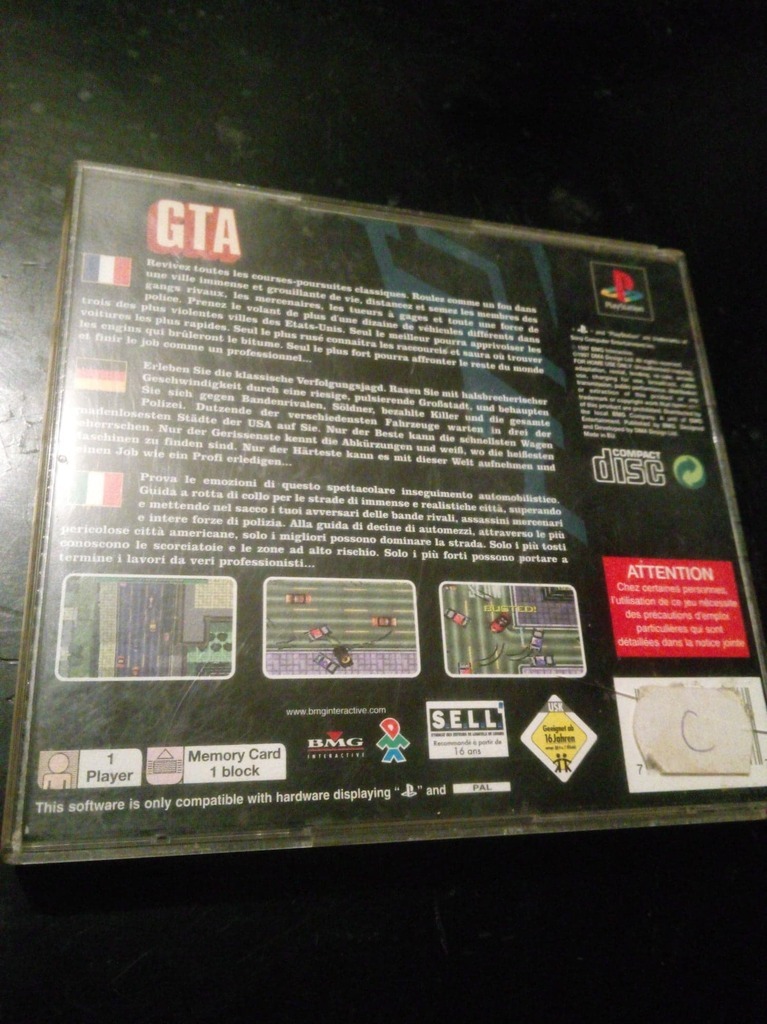 GTA
Revivez toutes les courses-poursuites classiques. Roulez comme un fou dans
une ville immense et grouillante de vie, distancez et semez les membres des
gangs rivaux, les mercenaires, les tueurs à gages et toute une force de
police. Prenez le volant de plus d'une dizaine de véhicules différents dans
trois des plus violentes villes des Etats-Unis. Seul le meilleur pourra apprivoiser les
voitures les plus rapides. Seul le plus rusé connaîtra les raccourcis et saura où trouver
les engins qui brûleront le bitume. Seul le plus fort pourra affronter le reste du monde
et finir le job comme un professionnel...
Erleben Sie die klassische Verfolgungsjagd. Rasen Sie mit halsbrecherischer
Geschwindigkeit durch eine riesige, pulsierende Großstadt, und behaupten
Sie sich gegen Bandenrivalen, Söldner, bezahlte Killer und die gesamte
Polizei. Dutzende der verschiedensten Fahrzeuge warten in drei der
gnadenlosesten Städte der USA auf Sie. Nur der Beste kann die schnellsten Wagen
beherrschen. Nur der Gerissenste kennt die Abkürzungen und weiß, wo die heißesten
Maschinen zu finden sind. Nur der Härteste kann es mit dieser Welt aufnehmen und
seinen Job wie ein Profi erledigen...
Prova le emozioni di questo spettacolare inseguimento automobilistico.
Guida a rotta di collo per le strade di immense e realistiche città, superando
e mettendo nel sacco i tuoi avversari delle bande rivali, assassini mercenari
e intere forze di polizia. Alla guida di decine di automezzi, attraverso le più
pericolose città americane, solo i migliori possono dominare la strada. Solo i più tosti
conoscono le scorciatoie e le zone ad alto rischio. Solo i più forti possono portare a
termine i lavori da veri professionisti...
PlayStation
COMPACT
disc
ATTENTION
Chez certaines personnes,
l'utilisation de ce jeu nécessite
des précautions d'emploi
particulières qui sont
détaillées dans la notice jointe
BUSTED!
www.bmginteractive.com
BMG
INTERACTIVE
SELL
Recommandé à partir de
16 ans
USK
Geeignet ab
16 Jahren
C
7
1
Player
Memory Card
1 block
This software is only compatible with hardware displaying " " and PAL